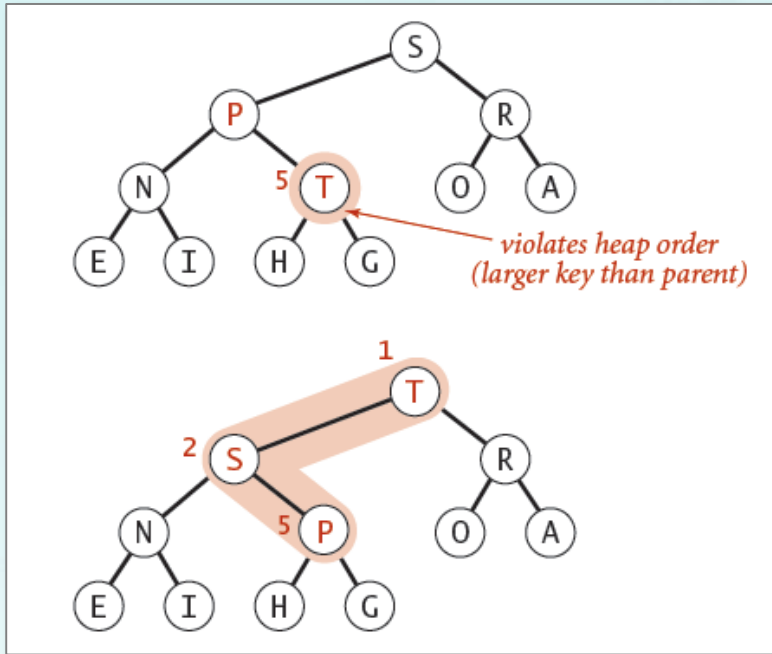 S
P R
N 5 T O A
violates heap order
(larger key than parent)
E I H G
1
T
2 S R
N 5 P O A
E I H G